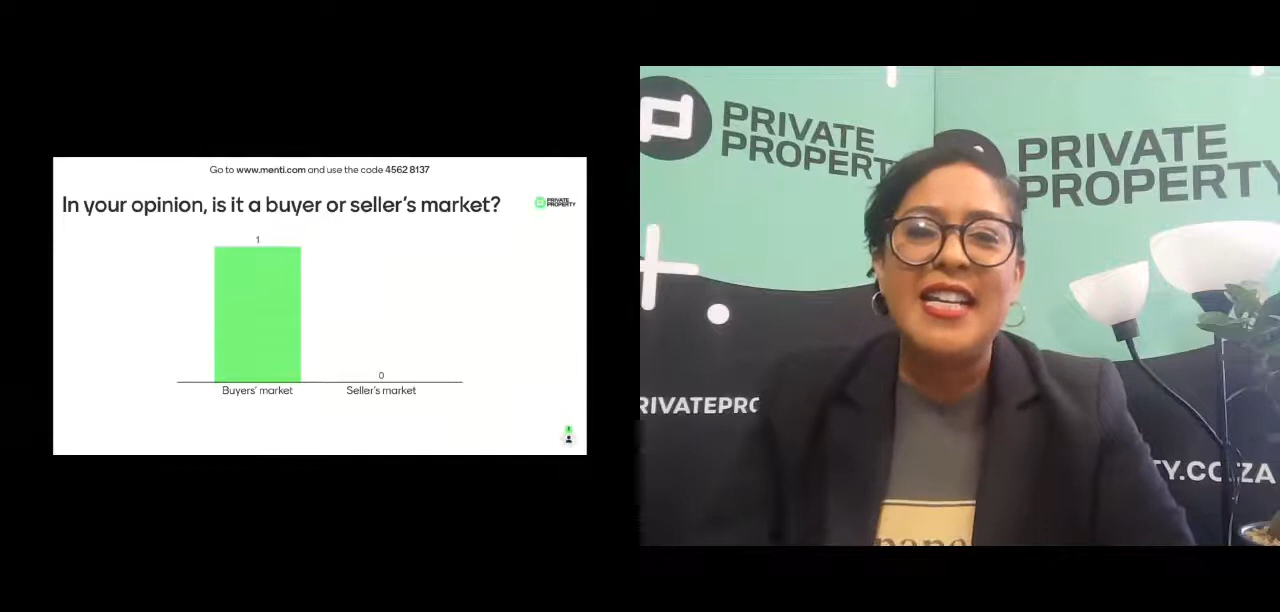 Go to www.menti.com and use the code 4562 8137
In your opinion, is it a buyer or seller's market?
PRIVATE
PROPERTY
1
0
Buyers' market
Seller's market
PRIVATE
PROPERTY
PRIVATE
PROPERTY
RIVATEPRO
TY.CO.ZA